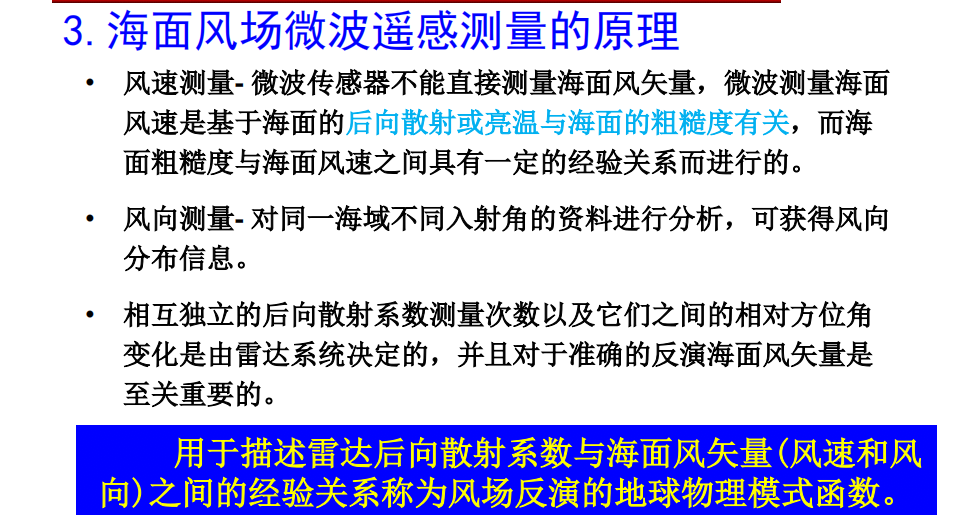 3.海面风场微波遥感测量的原理
• 风速测量- 微波传感器不能直接测量海面风矢量，微波测量海面
风速是基于海面的后向散射或亮温与海面的粗糙度有关，而海
面粗糙度与海面风速之间具有一定的经验关系而进行的。
• 风向测量- 对同一海域不同入射角的资料进行分析，可获得风向
分布信息。
• 相互独立的后向散射系数测量次数以及它们之间的相对方位角
变化是由雷达系统决定的，并且对于准确的反演海面风矢量是
至关重要的。
用于描述雷达后向散射系数与海面风矢量(风速和风
向)之间的经验关系称为风场反演的地球物理模式函数。